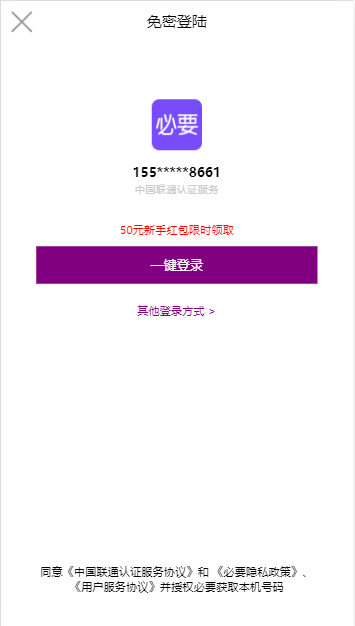 免密登陆
必要
155*****8661
中国联通认证服务
50元新手红包限时领取
一键登录
其他登录方式 >
同意《中国联通认证服务协议》和 《必要隐私政策》、
《用户服务协议》并授权必要获取本机号码